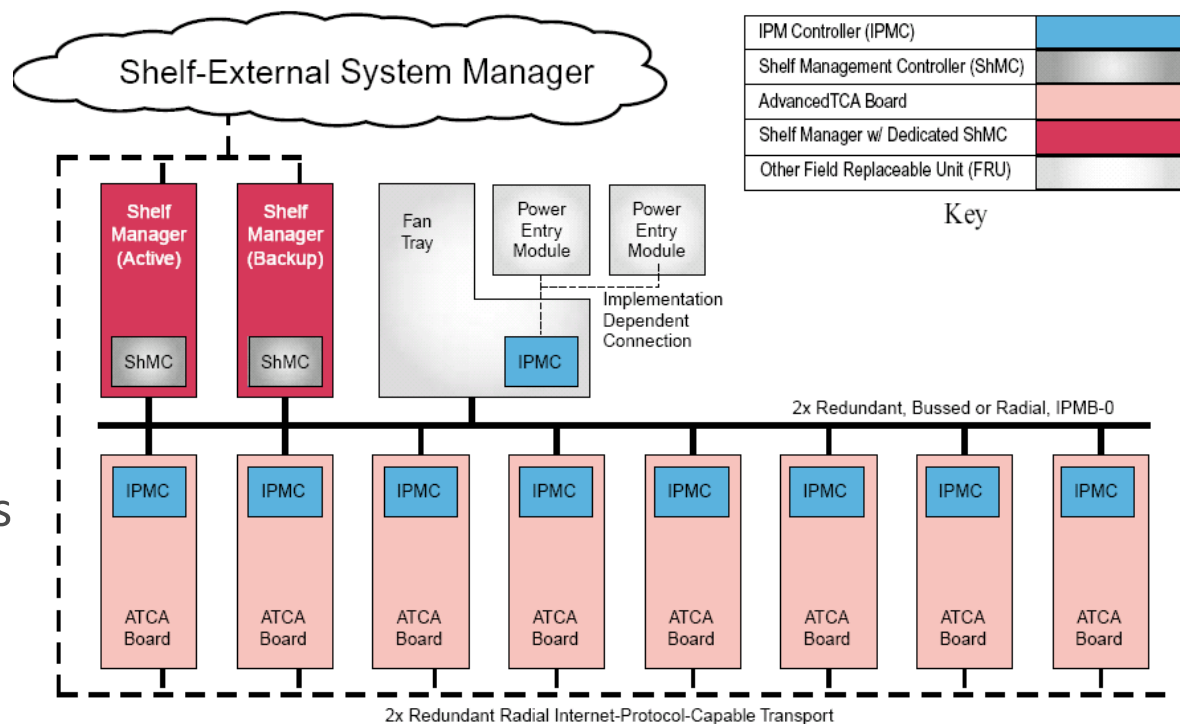 Shelf-External System Manager
IPM Controller (IPMC)
Shelf Management Controller (ShMC)
AdvancedTCA Board
Shelf Manager w/ Dedicated ShMC
Other Field Replaceable Unit (FRU)
Key
Shelf
Manager
(Active)
ShMC
Shelf
Manager
(Backup)
ShMC
Fan
Tray
Power
Entry
Module
Power
Entry
Module
Implementation
Dependent
Connection
IPMC
2x Redundant, Bussed or Radial, IPMB-0
IPMC
IPMC
IPMC
IPMC
IPMC
IPMC
IPMC
IPMC
s
ATCA
Board
ATCA
Board
ATCA
Board
ATCA
Board
ATCA
Board
ATCA
Board
ATCA
Board
ATCA
Board
2x Redundant Radial Internet-Protocol-Capable Transport